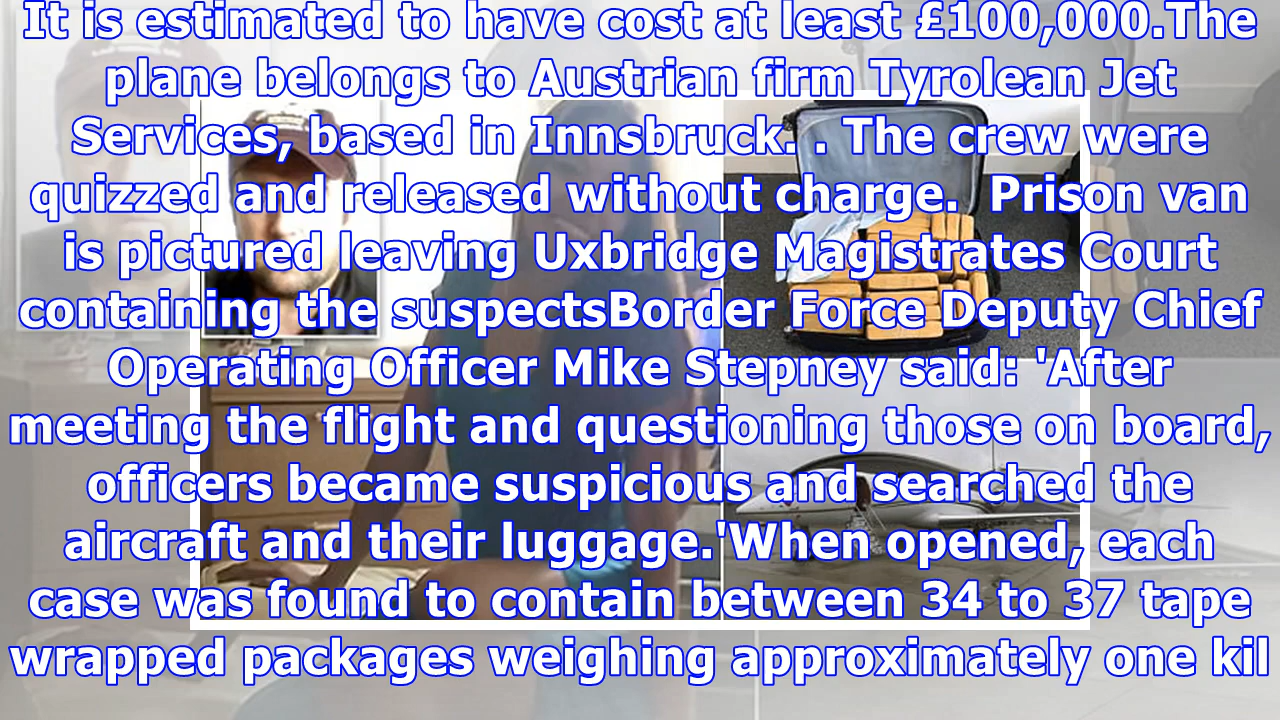 It is estimated to have cost at least £100,000.The
plane belongs to Austrian firm Tyrolean Jet
Services, based in Innsbruck. . The crew were
quizzed and released without charge.  Prison van
is pictured leaving Uxbridge Magistrates Court
containing the suspectsBorder Force Deputy Chief
Operating Officer Mike Stepney said: 'After
meeting the flight and questioning those on board,
officers became suspicious and searched the
aircraft and their luggage.'When opened, each
case was found to contain between 34 to 37 tape
wrapped packages weighing approximately one kil